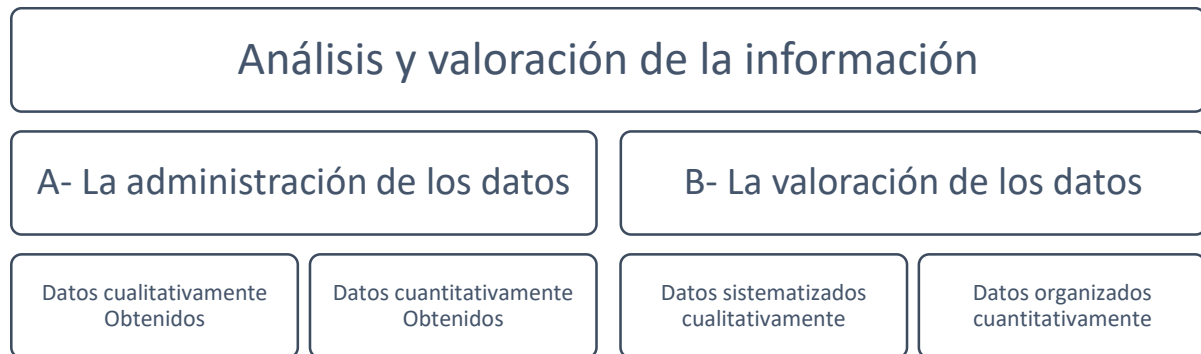 Análisis y valoración de la información
A- La administración de los datos
B- La valoración de los datos
Datos cualitativamente
Obtenidos
Datos cuantitativamente
Obtenidos
Datos sistematizados
cualitativamente
Datos organizados
cuantitativamente